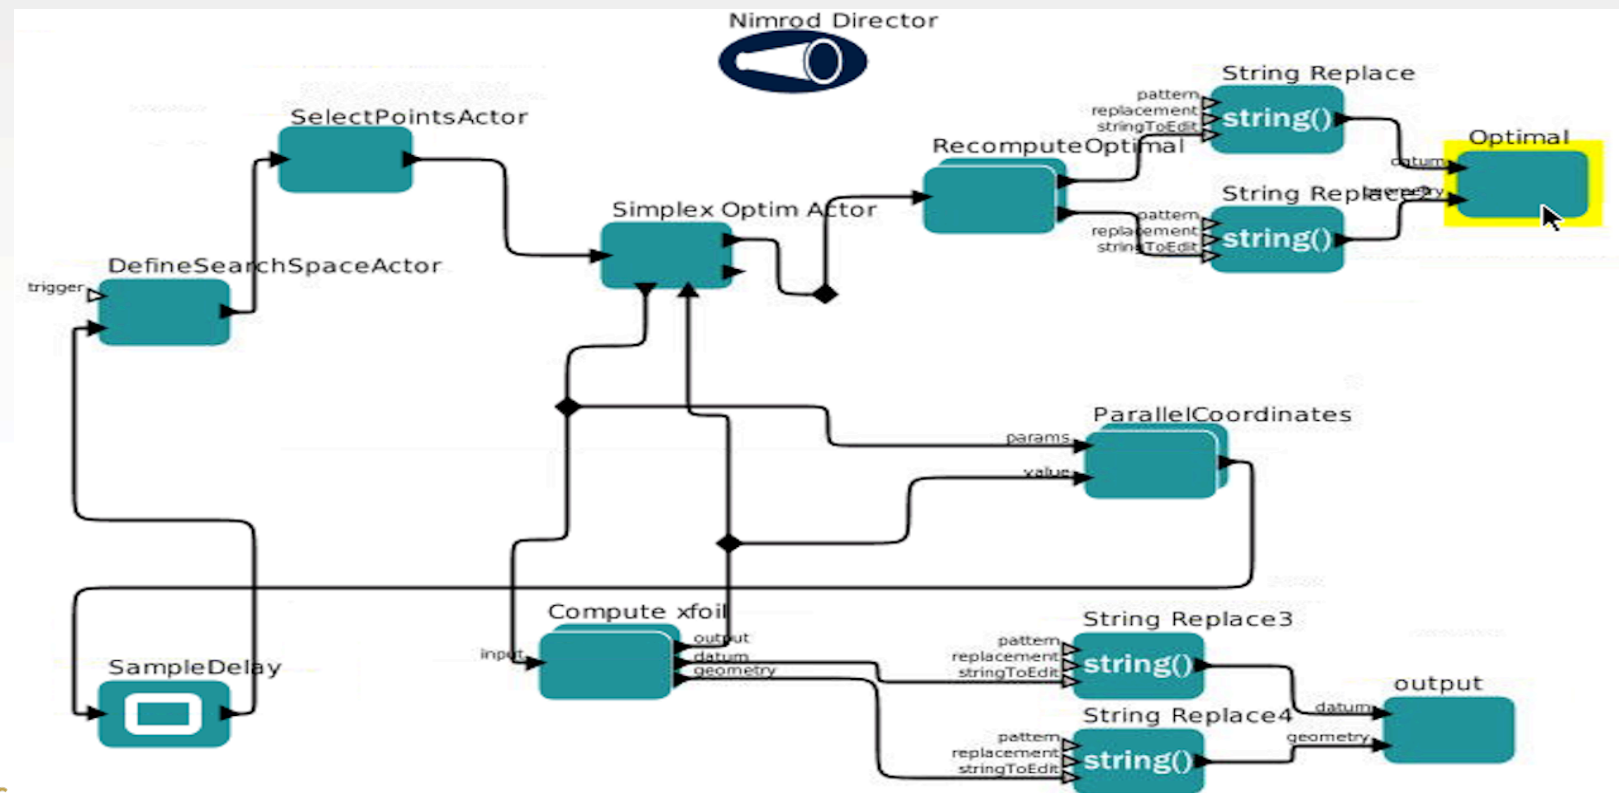 Nimrod Director
String Replace
pattern
replacement
stringToEdit
string()
SelectPointsActor
Optimal
RecomputeOptimal
datum
geometry
String Replace2
pattern
replacement
stringToEdit
string()
Simplex Optim Actor
DefineSearchSpaceActor
trigger
ParallelCoordinates
params
value
Compute xfoil
input
output
datum
geometry
String Replace3
pattern
replacement
stringToEdit
string()
SampleDelay
output
datum
geometry
String Replace4
pattern
replacement
stringToEdit
string()